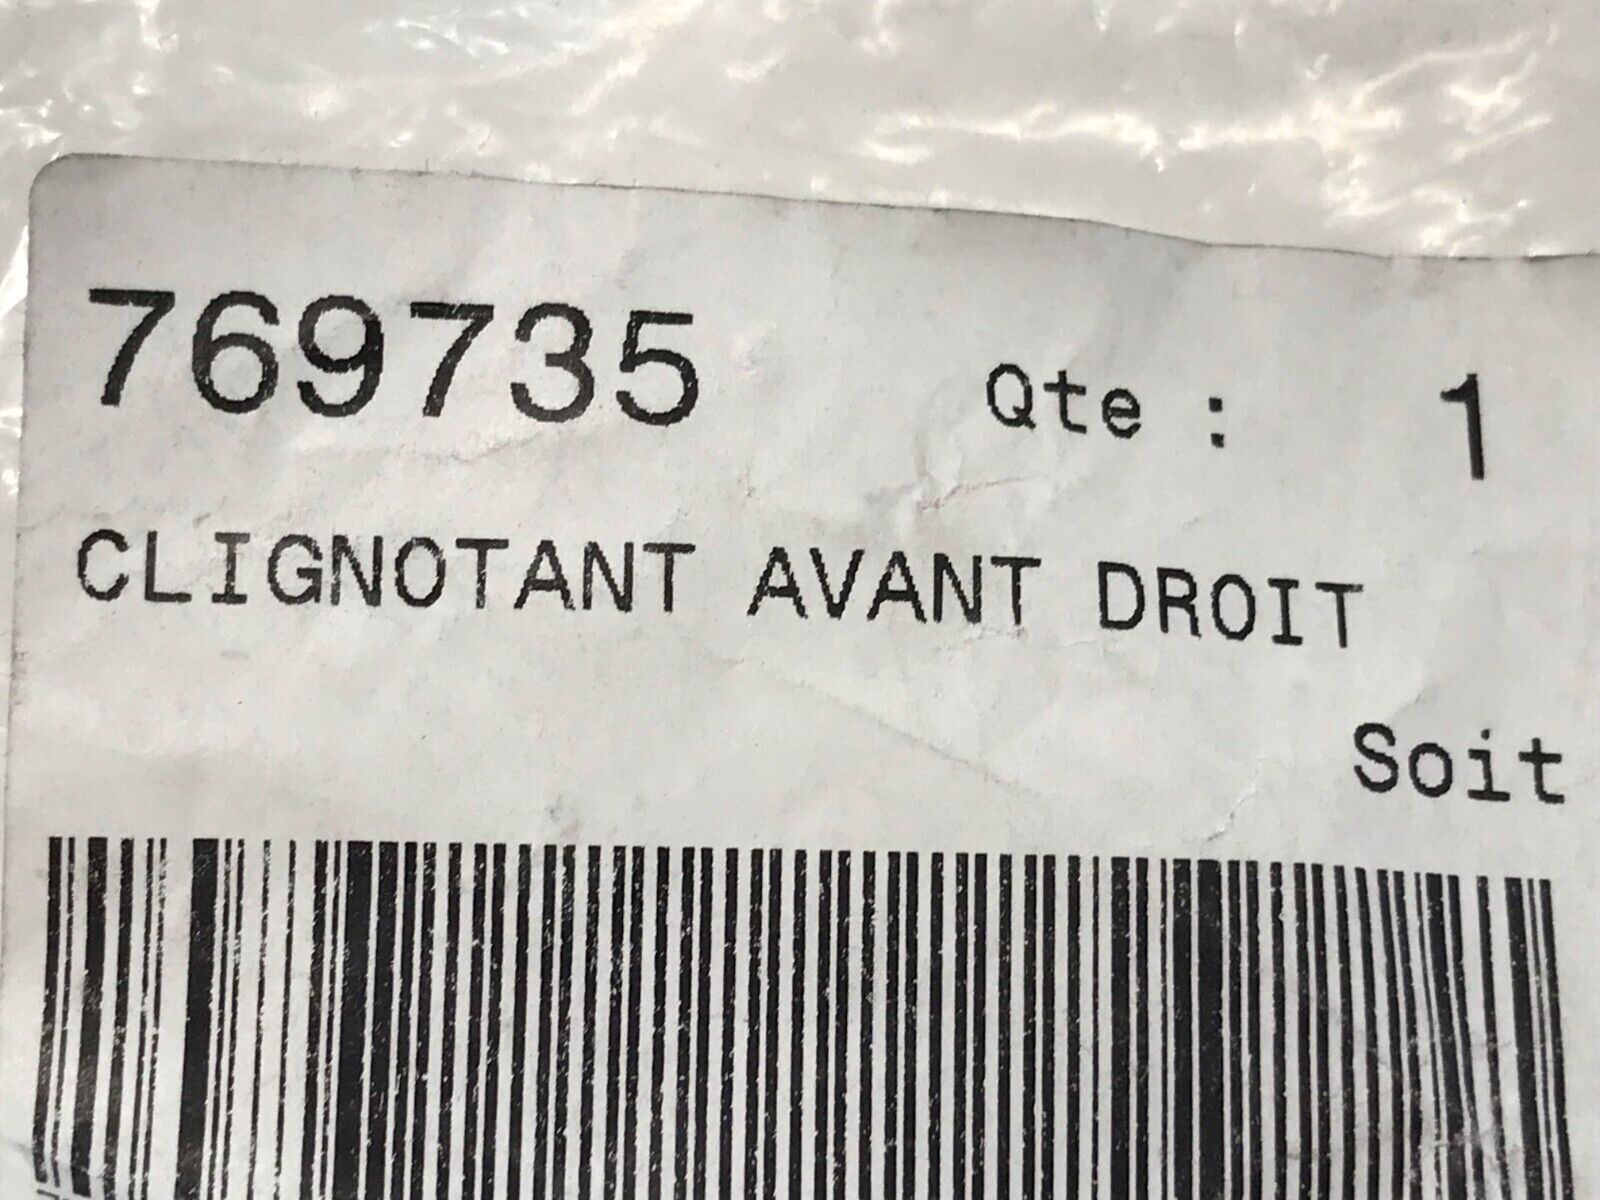 769735 Qte : 1
CLIGNOTANT AVANT DROIT
Soit